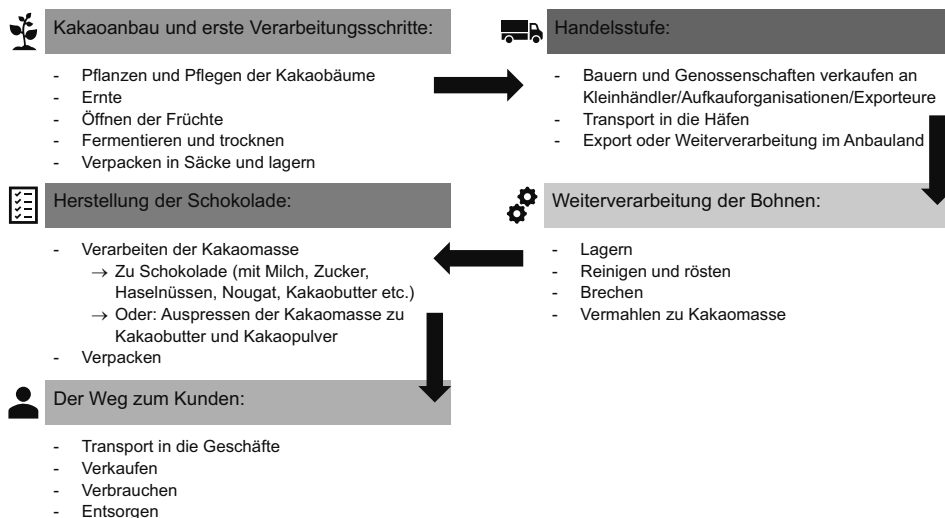 Kakaoanbau und erste Verarbeitungsschritte:
- Pflanzen und Pflegen der Kakaobäume
- Ernte
- Öffnen der Früchte
- Fermentieren und trocknen
- Verpacken in Säcke und lagern
Handelsstufe:
- Bauern und Genossenschaften verkaufen an
Kleinhändler/Aufkauforganisationen/Exporteure
- Transport in die Häfen
- Export oder Weiterverarbeitung im Anbauland
Weiterverarbeitung der Bohnen:
- Lagern
- Reinigen und rösten
- Brechen
- Vermahlen zu Kakaomasse
Herstellung der Schokolade:
- Verarbeiten der Kakaomasse
→ Zu Schokolade (mit Milch, Zucker,
Haselnüssen, Nougat, Kakaobutter etc.)
→ Oder: Auspressen der Kakaomasse zu
Kakaobutter und Kakaopulver
- Verpacken
Der Weg zum Kunden:
- Transport in die Geschäfte
- Verkaufen
- Verbrauchen
- Entsorgen